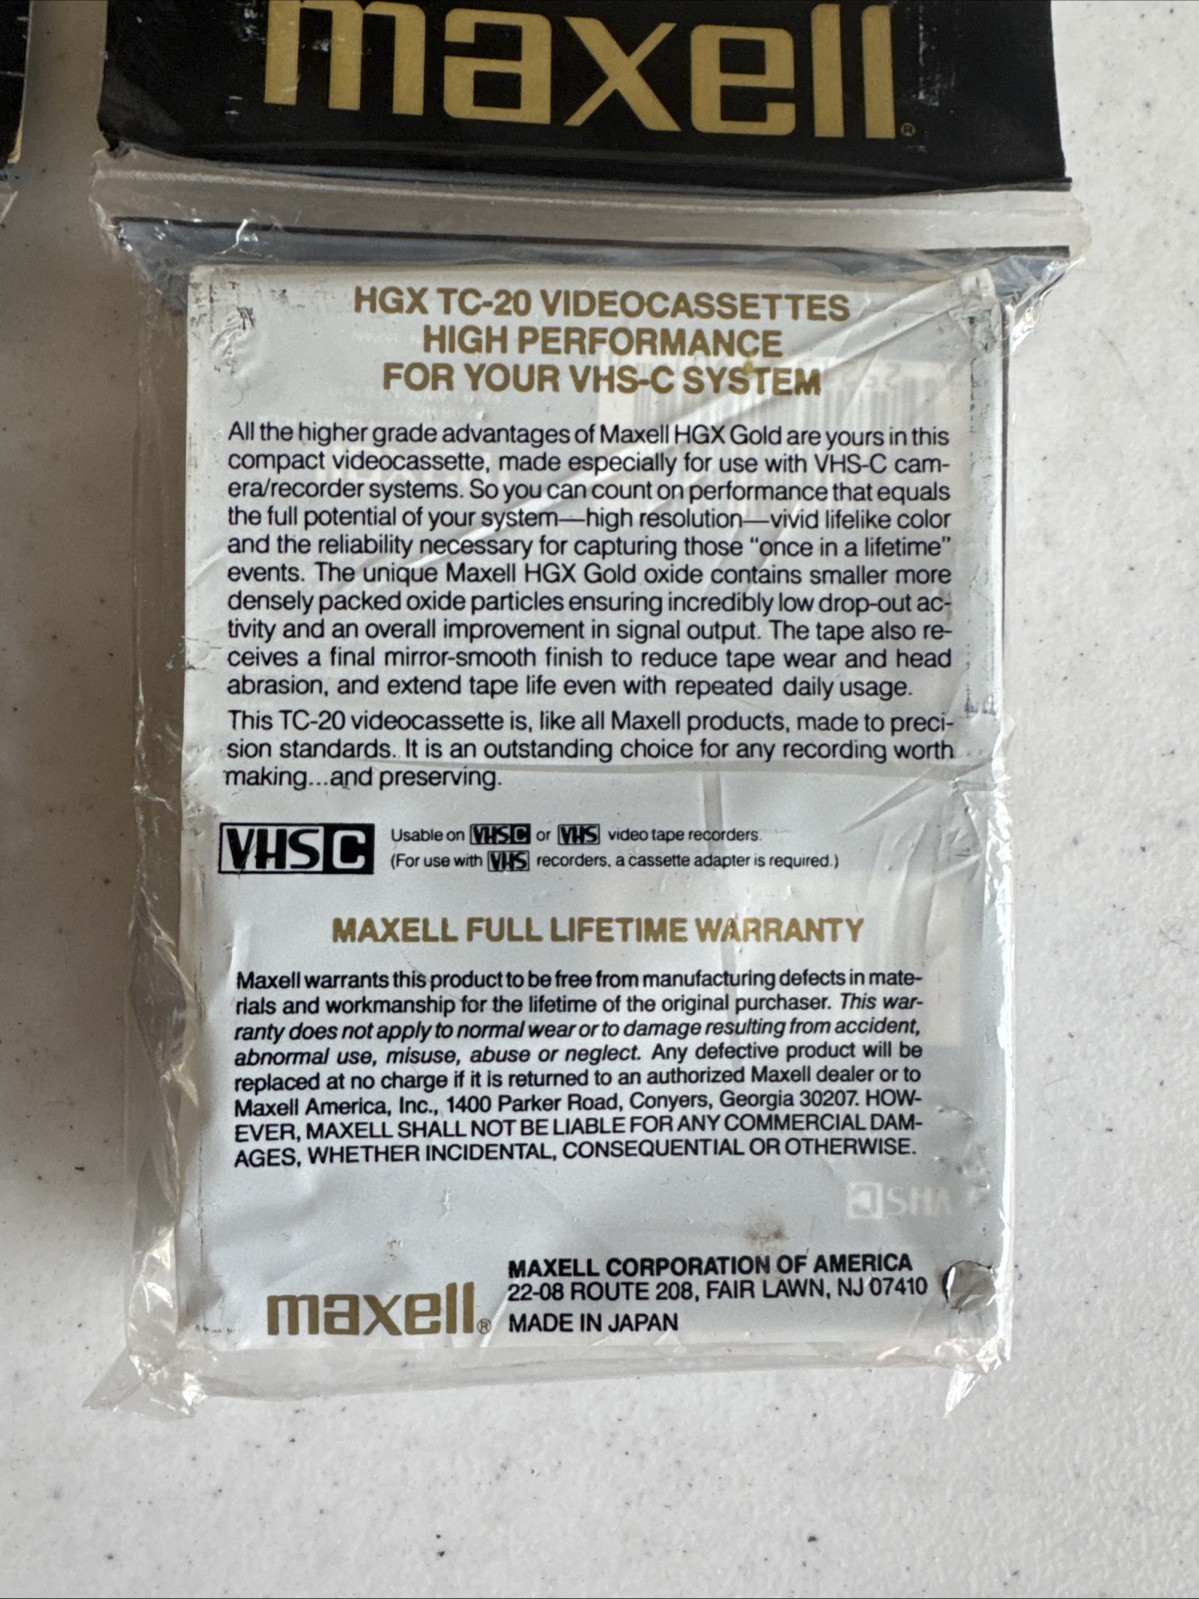 maxell®
HGX TC-20 VIDEOCASSETTES
HIGH PERFORMANCE
FOR YOUR VHS-C SYSTEM
All the higher grade advantages of Maxell HGX Gold are yours in this
compact videocassette, made especially for use with VHS-C cam-
era/recorder systems. So you can count on performance that equals
the full potential of your system—high resolution—vivid lifelike color
and the reliability necessary for capturing those "once in a lifetime"
events. The unique Maxell HGX Gold oxide contains smaller more
densely packed oxide particles ensuring incredibly low drop-out ac-
tivity and an overall improvement in signal output. The tape also re-
ceives a final mirror-smooth finish to reduce tape wear and head
abrasion, and extend tape life even with repeated daily usage.
This TC-20 videocassette is, like all Maxell products, made to preci-
sion standards. It is an outstanding choice for any recording worth
making...and preserving.
VHS C Usable on VHS C or VHS video tape recorders.
(For use with VHS recorders, a cassette adapter is required.)
MAXELL FULL LIFETIME WARRANTY
Maxell warrants this product to be free from manufacturing defects in mate-
rials and workmanship for the lifetime of the original purchaser. This war-
ranty does not apply to normal wear or to damage resulting from accident,
abnormal use, misuse, abuse or neglect. Any defective product will be
replaced at no charge if it is returned to an authorized Maxell dealer or to
Maxell America, Inc., 1400 Parker Road, Conyers, Georgia 30207. HOW-
EVER, MAXELL SHALL NOT BE LIABLE FOR ANY COMMERCIAL DAM-
AGES, WHETHER INCIDENTAL, CONSEQUENTIAL OR OTHERWISE.
VHS C
MAXELL CORPORATION OF AMERICA
22-08 ROUTE 208, FAIR LAWN, NJ 07410
maxell® MADE IN JAPAN